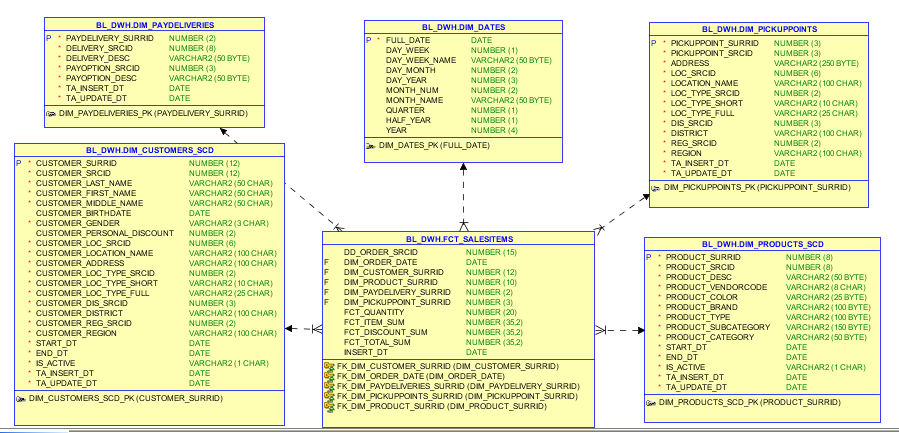 BL_DWH.DIM_PAYDELIVERIES
P * PAYDELIVERY_SURRID NUMBER (2)
* DELIVERY_SRCID NUMBER (8)
* DELIVERY_DESC VARCHAR2 (50 BYTE)
* PAYOPTION_SRCID NUMBER (3)
* PAYOPTION_DESC VARCHAR2 (50 BYTE)
* TA_INSERT_DT DATE
* TA_UPDATE_DT DATE
DIM_PAYDELIVERIES_PK (PAYDELIVERY_SURRID)
BL_DWH.DIM_DATES
P * FULL_DATE DATE
DAY_WEEK NUMBER (1)
DAY_WEEK_NAME VARCHAR2 (50 BYTE)
DAY_MONTH NUMBER (2)
DAY_YEAR NUMBER (3)
MONTH_NUM NUMBER (2)
MONTH_NAME VARCHAR2 (50 BYTE)
QUARTER NUMBER (1)
HALF_YEAR NUMBER (1)
YEAR NUMBER (4)
DIM_DATES_PK (FULL_DATE)
BL_DWH.DIM_PICKUPPOINTS
P * PICKUPPOINT_SURRID NUMBER (3)
* PICKUPPOINT_SRCID NUMBER (3)
* ADDRESS VARCHAR2 (250 BYTE)
* LOC_SRCID NUMBER (6)
* LOCATION_NAME VARCHAR2 (100 CHAR)
* LOC_TYPE_SRCID NUMBER (2)
* LOC_TYPE_SHORT VARCHAR2 (10 CHAR)
* LOC_TYPE_FULL VARCHAR2 (25 CHAR)
* DIS_SRCID NUMBER (3)
* DISTRICT VARCHAR2 (100 CHAR)
* REG_SRCID NUMBER (2)
* REGION VARCHAR2 (100 CHAR)
* TA_INSERT_DT DATE
* TA_UPDATE_DT DATE
DIM_PICKUPPOINTS_PK (PICKUPPOINT_SURRID)
BL_DWH.DIM_CUSTOMERS_SCD
P * CUSTOMER_SURRID NUMBER (12)
* CUSTOMER_SRCID NUMBER (12)
* CUSTOMER_LAST_NAME VARCHAR2 (50 CHAR)
* CUSTOMER_FIRST_NAME VARCHAR2 (50 CHAR)
* CUSTOMER_MIDDLE_NAME VARCHAR2 (50 CHAR)
CUSTOMER_BIRTHDATE DATE
* CUSTOMER_GENDER VARCHAR2 (3 CHAR)
CUSTOMER_PERSONAL_DISCOUNT NUMBER (2)
* CUSTOMER_LOC_SRCID NUMBER (6)
* CUSTOMER_LOCATION_NAME VARCHAR2 (100 CHAR)
* CUSTOMER_ADDRESS VARCHAR2 (100 CHAR)
* CUSTOMER_LOC_TYPE_SRCID NUMBER (2)
* CUSTOMER_LOC_TYPE_SHORT VARCHAR2 (10 CHAR)
* CUSTOMER_LOC_TYPE_FULL VARCHAR2 (25 CHAR)
* CUSTOMER_DIS_SRCID NUMBER (3)
* CUSTOMER_DISTRICT VARCHAR2 (100 CHAR)
* CUSTOMER_REG_SRCID NUMBER (2)
* CUSTOMER_REGION VARCHAR2 (100 CHAR)
* START_DT DATE
* END_DT DATE
* IS_ACTIVE VARCHAR2 (1 CHAR)
* TA_INSERT_DT DATE
* TA_UPDATE_DT DATE
DIM_CUSTOMERS_SCD_PK (CUSTOMER_SURRID)
BL_DWH.FCT_SALESITEMS
DD_ORDER_SRCID NUMBER (15)
F DIM_ORDER_DATE DATE
F DIM_CUSTOMER_SURRID NUMBER (12)
F DIM_PRODUCT_SURRID NUMBER (10)
F DIM_PAYDELIVERY_SURRID NUMBER (2)
F DIM_PICKUPPOINT_SURRID NUMBER (3)
FCT_QUANTITY NUMBER (20)
FCT_ITEM_SUM NUMBER (35,2)
FCT_DISCOUNT_SUM NUMBER (35,2)
FCT_TOTAL_SUM NUMBER (35,2)
INSERT_DT DATE
FK_DIM_CUSTOMER_SURRID (DIM_CUSTOMER_SURRID)
FK_DIM_ORDER_DATE (DIM_ORDER_DATE)
FK_DIM_PAYDELIVERIES_SURRID (DIM_PAYDELIVERY_SURRID)
FK_DIM_PICKUPPOINTS_SURRID (DIM_PICKUPPOINT_SURRID)
FK_DIM_PRODUCT_SURRID (DIM_PRODUCT_SURRID)
BL_DWH.DIM_PRODUCTS_SCD
P * PRODUCT_SURRID NUMBER (8)
* PRODUCT_SRCID NUMBER (8)
* PRODUCT_DESC VARCHAR2 (50 BYTE)
* PRODUCT_VENDORCODE VARCHAR2 (8 CHAR)
* PRODUCT_COLOR VARCHAR2 (25 BYTE)
* PRODUCT_BRAND VARCHAR2 (100 BYTE)
* PRODUCT_TYPE VARCHAR2 (100 BYTE)
* PRODUCT_SUBCATEGORY VARCHAR2 (150 BYTE)
* PRODUCT_CATEGORY VARCHAR2 (50 BYTE)
* START_DT DATE
* END_DT DATE
* IS_ACTIVE VARCHAR2 (1 CHAR)
* TA_INSERT_DT DATE
* TA_UPDATE_DT DATE
DIM_PRODUCTS_SCD_PK (PRODUCT_SURRID)